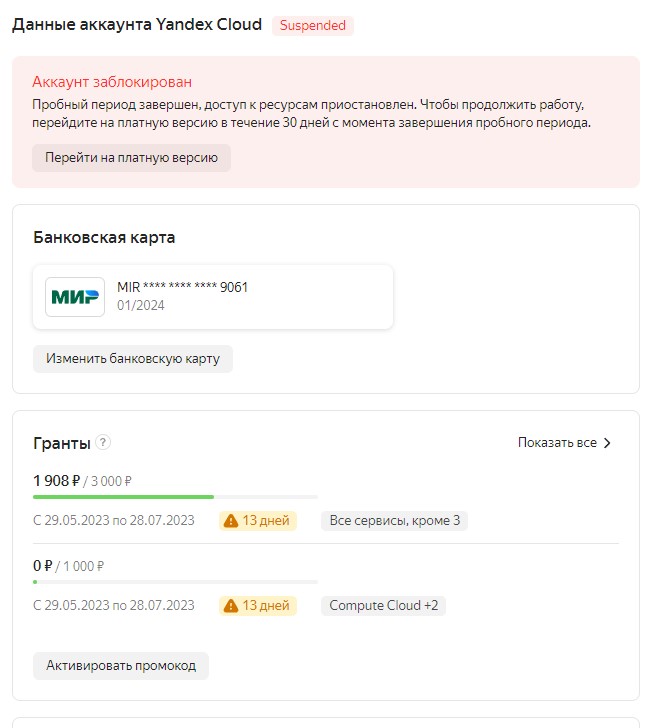 Данные аккаунта Yandex Cloud Suspended
Аккаунт заблокирован
Пробный период завершен, доступ к ресурсам приостановлен. Чтобы продолжить работу,
перейдите на платную версию в течение 30 дней с момента завершения пробного периода.
Перейти на платную версию
Банковская карта
МИР MIR **** **** **** 9061
01/2024
Изменить банковскую карту
Гранты ? Показать все
1 908 ₽ / 3 000 ₽
С 29.05.2023 по 28.07.2023 13 дней Все сервисы, кроме 3
0 ₽ / 1 000 ₽
С 29.05.2023 по 28.07.2023 13 дней Compute Cloud +2
Активировать промокод